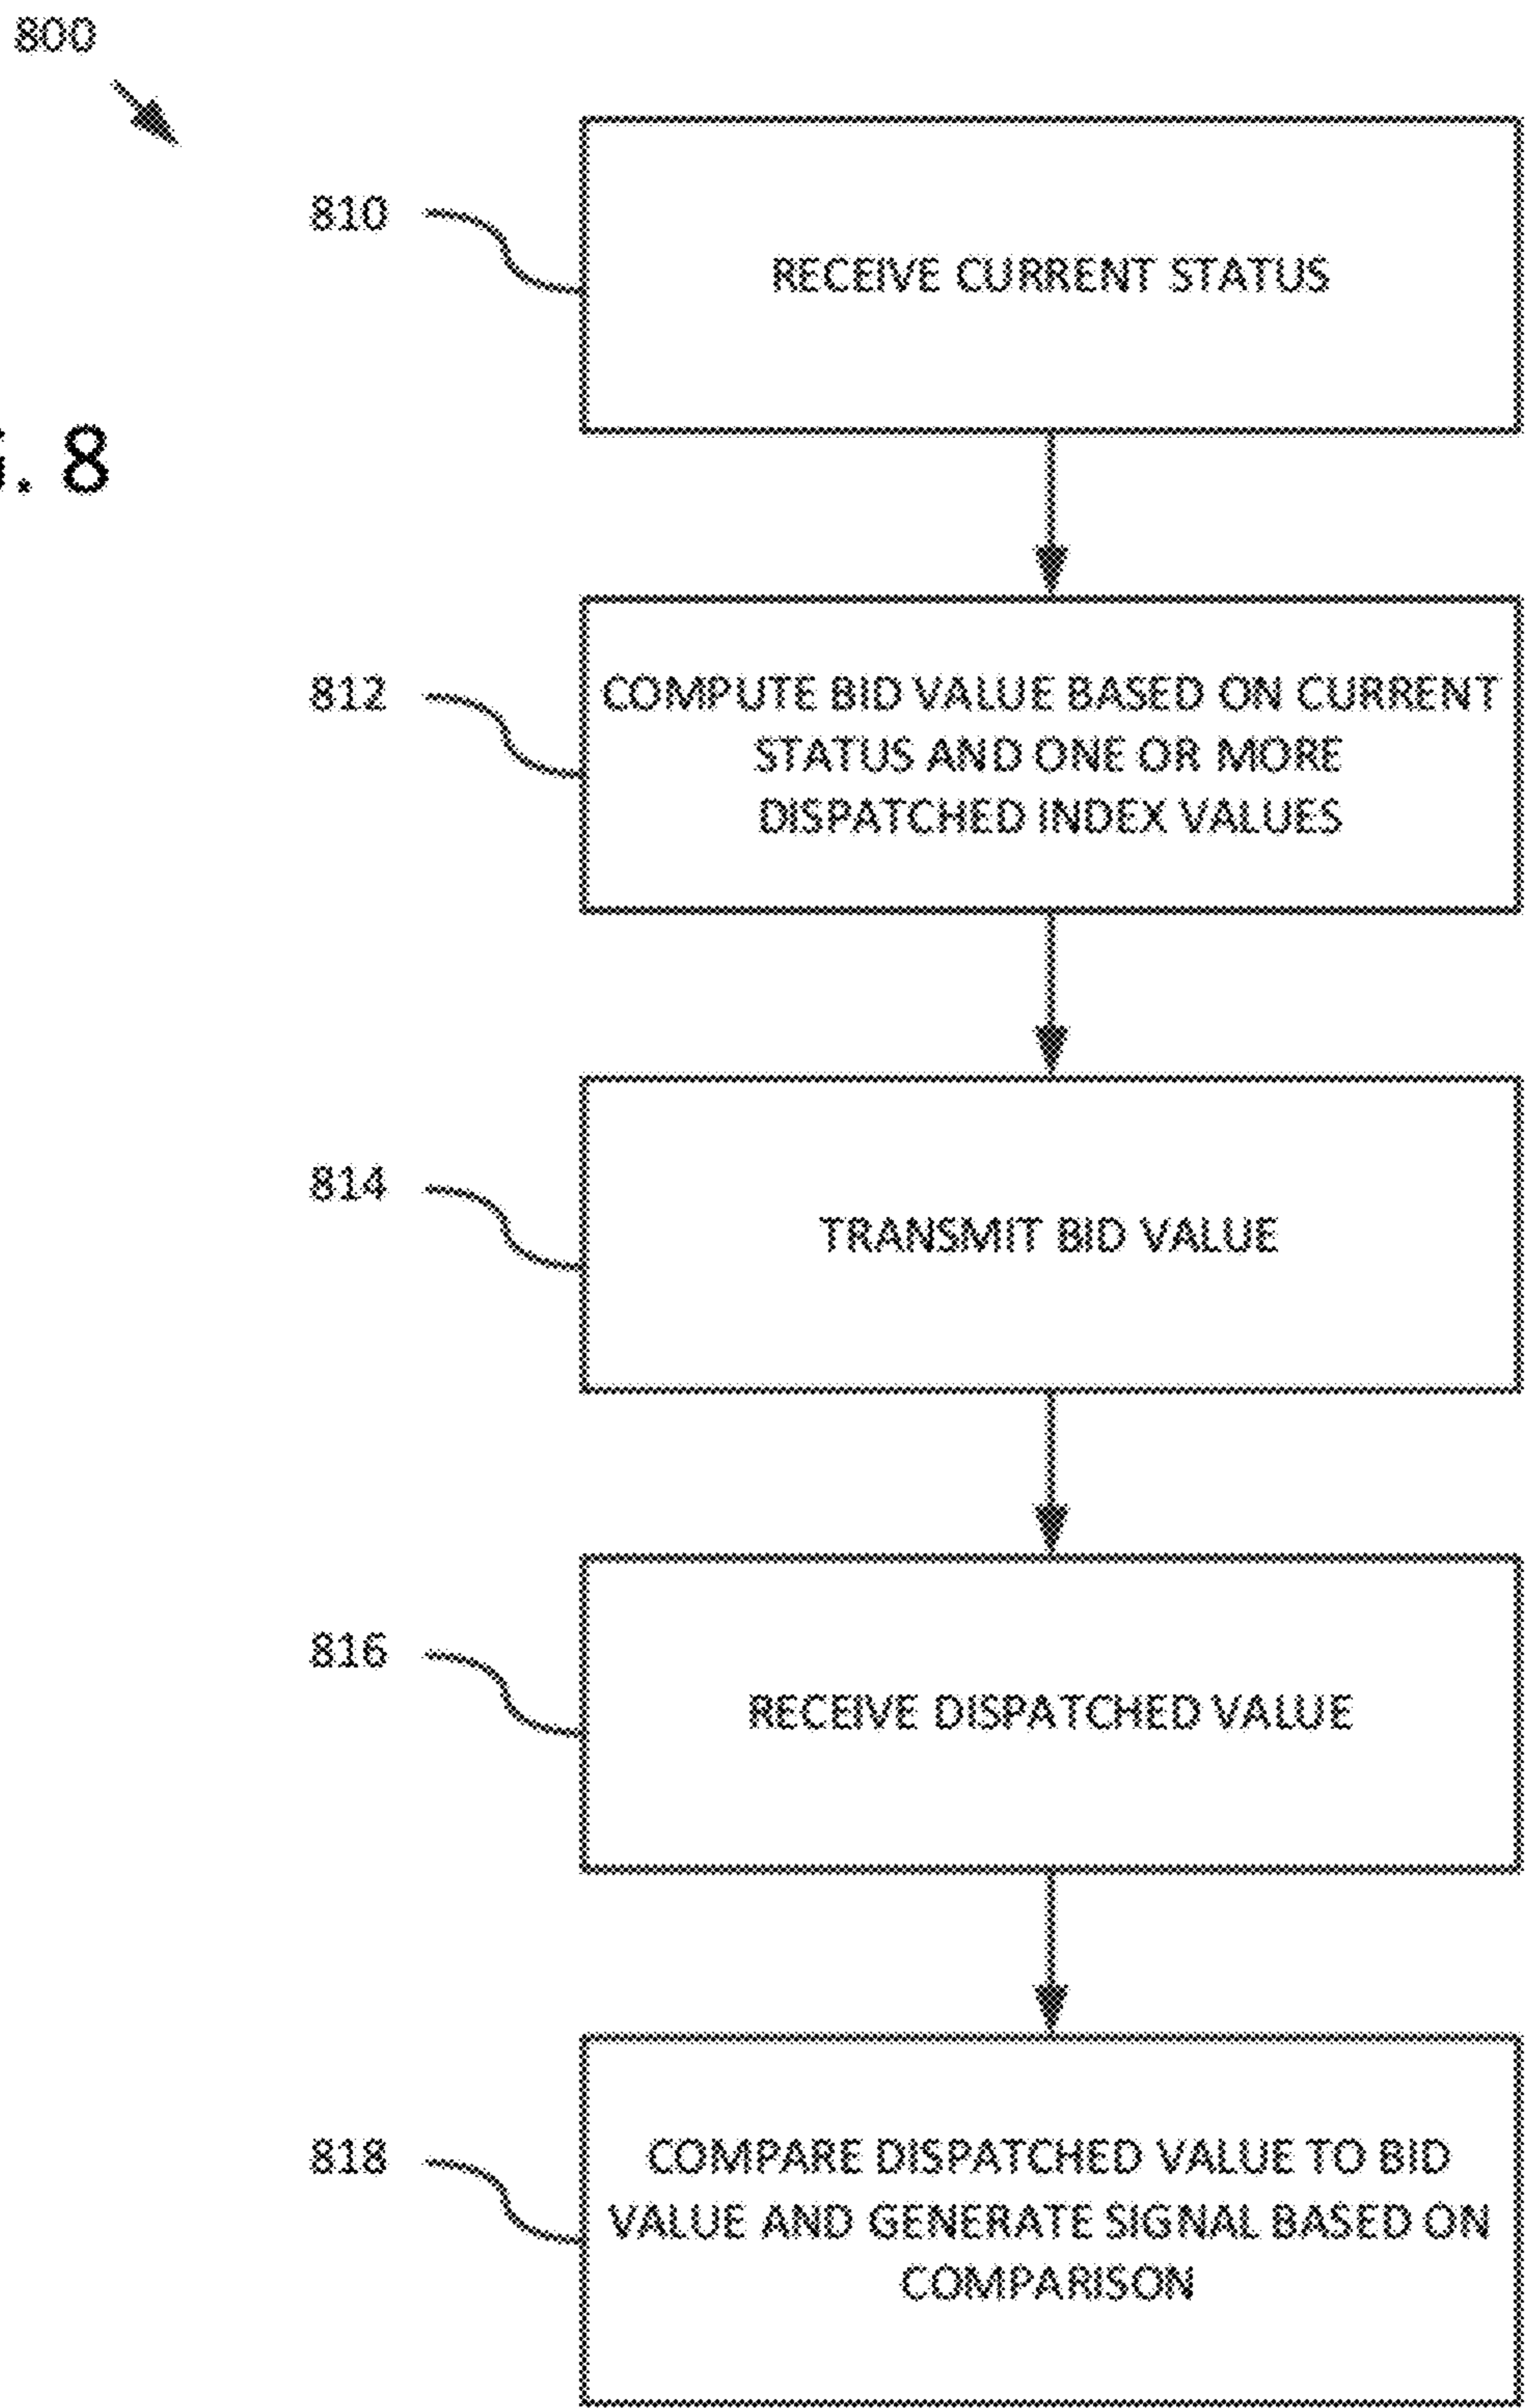 800
810
RECEIVE CURRENT STATUS
. 8
812
COMPUTE BID VALUE BASED ON CURRENT
STATUS AND ONE OR MORE
DISPATCHED INDEX VALUES
814
TRANSMIT BID VALUE
816
RECEIVE DISPATCHED VALUE
818
COMPARE DISPATCHED VALUE TO BID
VALUE AND GENERATE SIGNAL BASED ON
COMPARISON